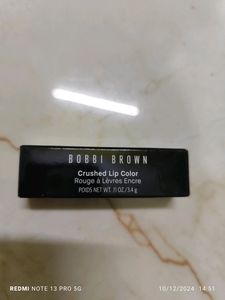 BOBBI BROWN
Crushed Lip Color
Rouge à Lèvres Encre
POIDS NET WT. .11 OZ/3.4 g
REDMI NOTE 13 PRO 5G
10/12/2024 14:51